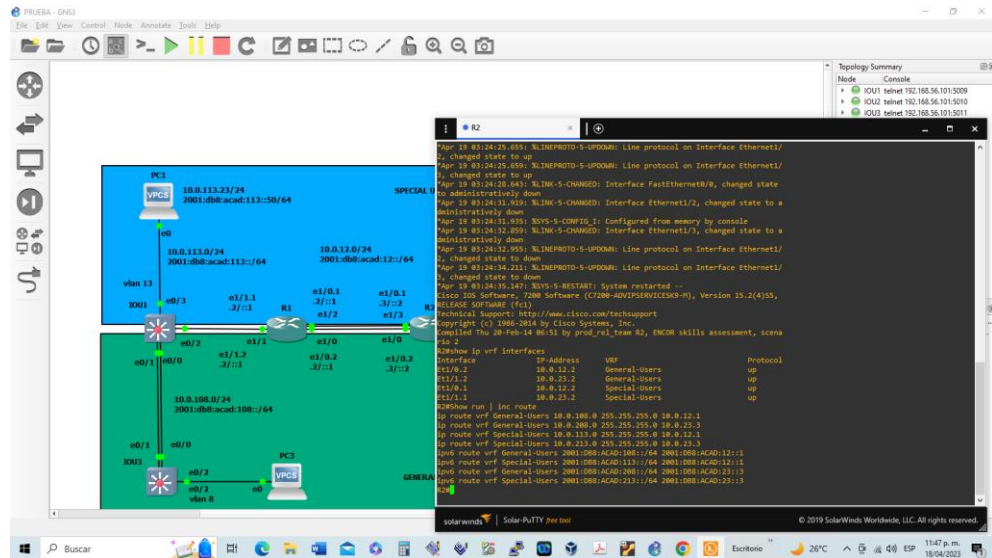 PRUEBA - GNS3
File Edit View Control Node Annotate Tools Help
Topology Summary
Node Console
IOU1 telnet 192.168.56.101:5009
IOU2 telnet 192.168.56.101:5010
IOU3 telnet 192.168.56.101:5011
PC1
VPCS
10.0.113.23/24
2001:db8:acad:113::50/64
SPECIAL U
e0
10.0.113.0/24
2001:db8:acad:113::/64
10.0.12.0/24
2001:db8:acad:12::/64
vlan 13
IOU1
e0/3
e1/1.1
.2/::1
R1
e1/0.1
.2/::1
e1/2
e1/0.1
.3/::2
e1/3
R2
e0/2
e1/1
e1/0
e1/0
e0/1
e0/0
e1/1.2
.2/::1
e1/0.2
.2/::1
e1/0.2
.3/::2
10.0.108.0/24
2001:db8:acad:108::/64
e0/1
e0/0
IOU3
e0/2
e0/2
vlan 8
PC3
VPCS
e0
GENERA
R2
*Apr 19 03:24:25.655: %LINEPROTO-5-UPDOWN: Line protocol on Interface Ethernet1/
2, changed state to up
*Apr 19 03:24:25.659: %LINEPROTO-5-UPDOWN: Line protocol on Interface Ethernet1/
3, changed state to up
*Apr 19 03:24:28.643: %LINK-5-CHANGED: Interface FastEthernet0/0, changed state
to administratively down
*Apr 19 03:24:31.919: %LINK-5-CHANGED: Interface Ethernet1/2, changed state to a
dministratively down
*Apr 19 03:24:31.935: %SYS-5-CONFIG_I: Configured from memory by console
*Apr 19 03:24:32.859: %LINK-5-CHANGED: Interface Ethernet1/3, changed state to a
dministratively down
*Apr 19 03:24:32.955: %LINEPROTO-5-UPDOWN: Line protocol on Interface Ethernet1/
2, changed state to down
*Apr 19 03:24:34.211: %LINEPROTO-5-UPDOWN: Line protocol on Interface Ethernet1/
3, changed state to down
*Apr 19 03:24:35.147: %SYS-5-RESTART: System restarted --
Cisco IOS Software, 7200 Software (C7200-ADVIPSERVICESK9-M), Version 15.2(4)S5,
RELEASE SOFTWARE (fc1)
Technical Support: http://www.cisco.com/techsupport
Copyright (c) 1986-2014 by Cisco Systems, Inc.
Compiled Thu 20-Feb-14 06:51 by prod_rel_team R2, ENCOR skills assessment, scena
rio 2
R2#show ip vrf interfaces
Interface IP-Address VRF Protocol
Et1/0.2 10.0.12.2 General-Users up
Et1/1.2 10.0.23.2 General-Users up
Et1/0.1 10.0.12.2 Special-Users up
Et1/1.1 10.0.23.2 Special-Users up
R2#Show run | inc route
ip route vrf General-Users 10.0.108.0 255.255.255.0 10.0.12.1
ip route vrf General-Users 10.0.208.0 255.255.255.0 10.0.23.3
ip route vrf Special-Users 10.0.113.0 255.255.255.0 10.0.12.1
ip route vrf Special-Users 10.0.213.0 255.255.255.0 10.0.23.3
ipv6 route vrf General-Users 2001:DB8:ACAD:108::/64 2001:DB8:ACAD:12::1
ipv6 route vrf Special-Users 2001:DB8:ACAD:113::/64 2001:DB8:ACAD:12::1
ipv6 route vrf General-Users 2001:DB8:ACAD:208::/64 2001:DB8:ACAD:23::3
ipv6 route vrf Special-Users 2001:DB8:ACAD:213::/64 2001:DB8:ACAD:23::3
R2#
solarwinds Solar-PuTTY free tool
© 2019 SolarWinds Worldwide, LLC. All rights reserved.
Buscar
Escritorio
26°C
ESP
11:47 p. m.
18/04/2023